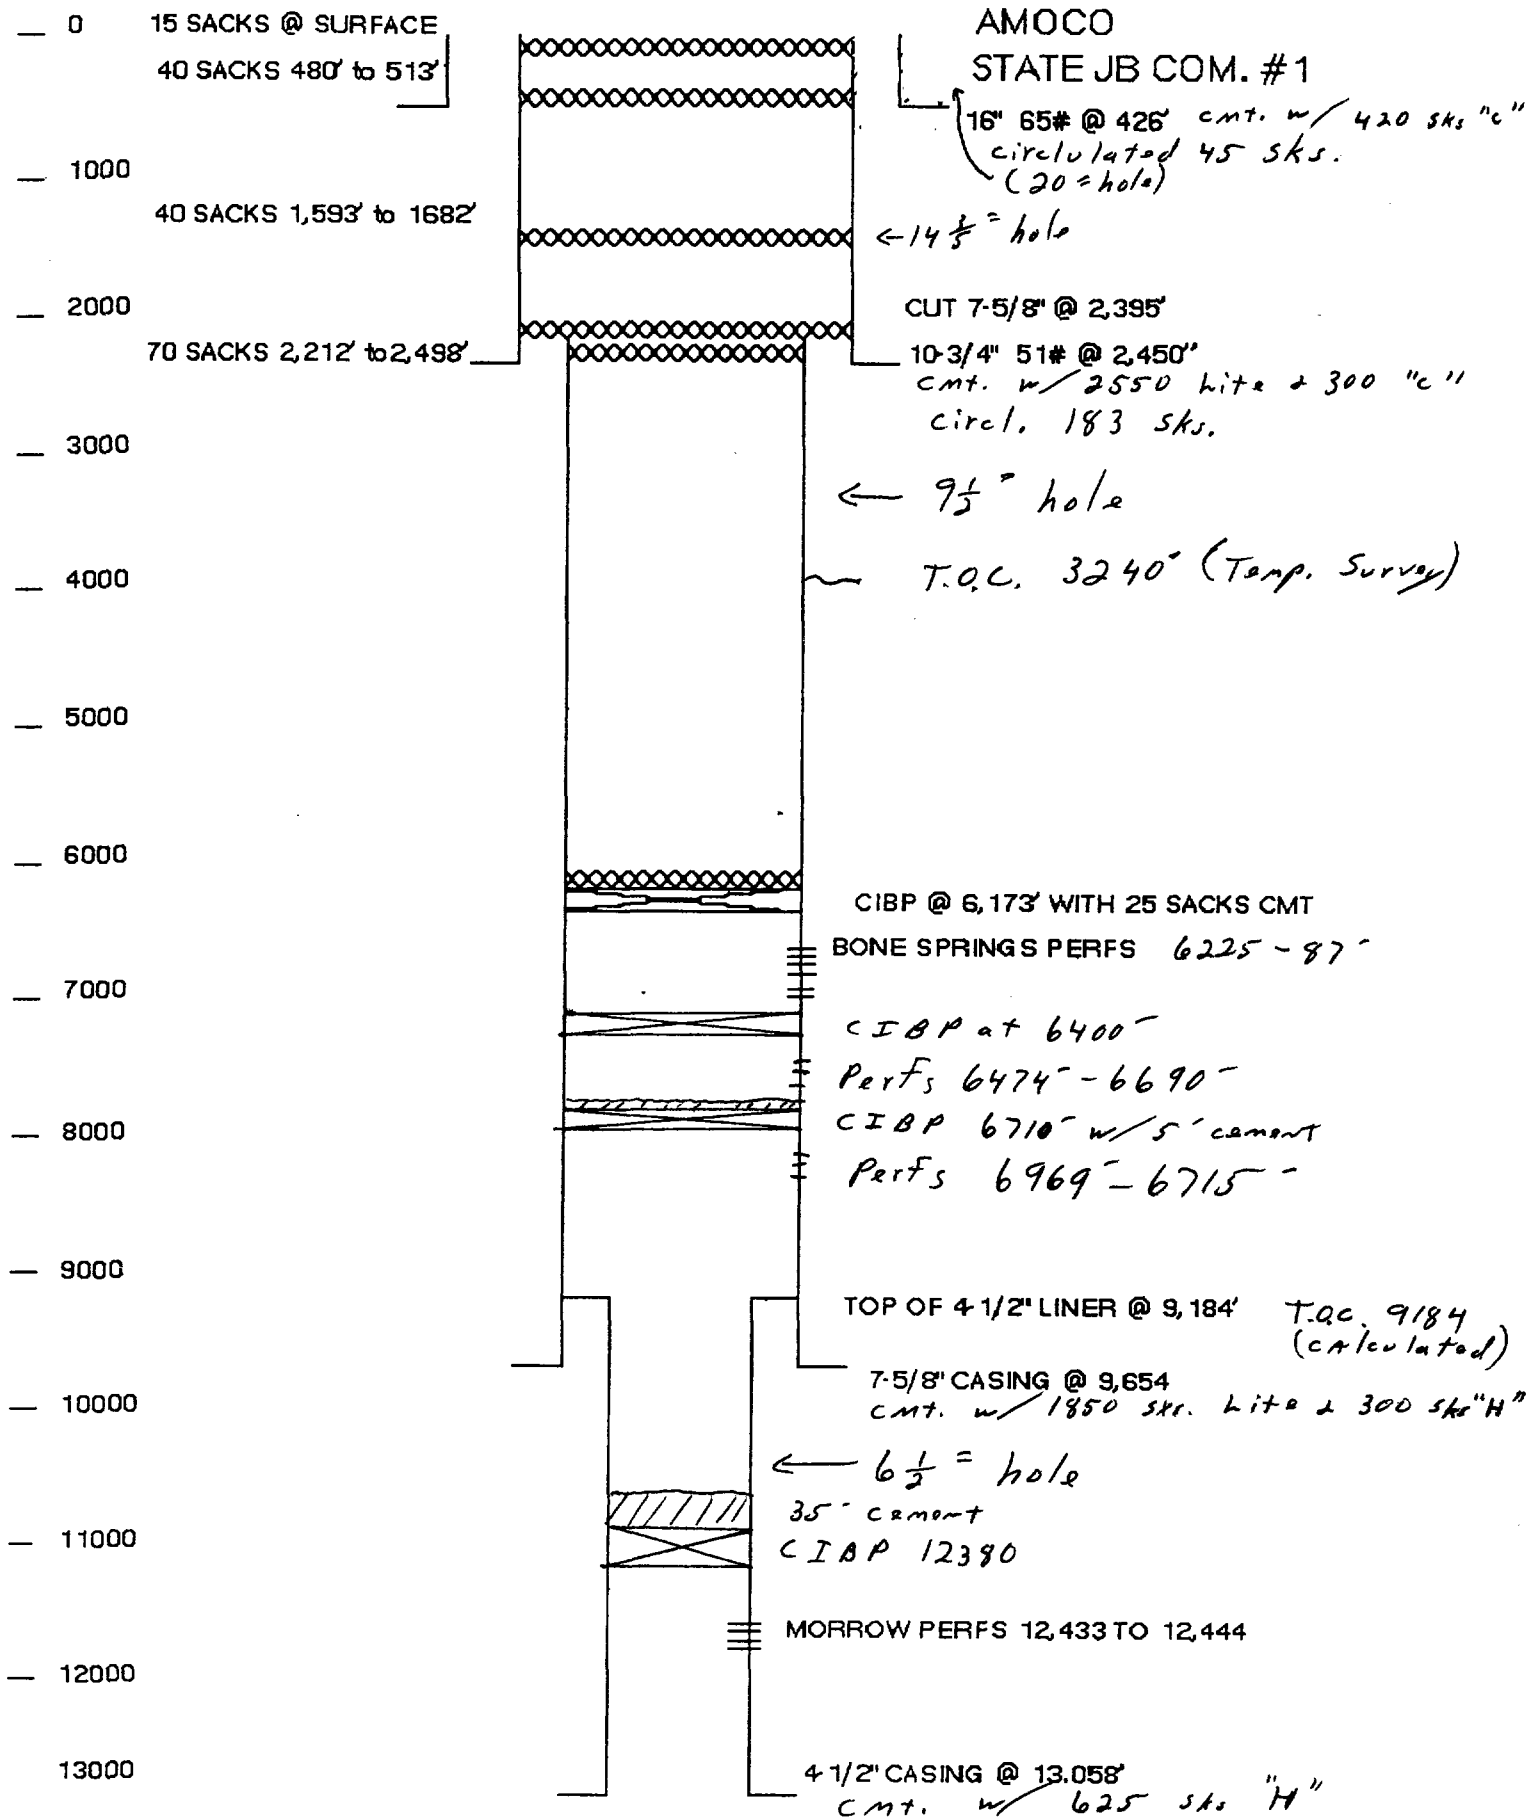 0
15 SACKS @ SURFACE
40 SACKS 480' to 513'
AMOCO
STATE JB COM. #1
16" 65# @ 426' cmt. w/ 420 sks "c"
circlulated 45 sks.
(20" hole)
1000
40 SACKS 1,593' to 1682'
hole
2000
CUT 7-5/8" @ 2,395'
70 SACKS 2,212' to 2,498'
10-3/4" 51# @ 2,450''
cmt. w/ 2550 Lite & 300 "c"
circl. 183 sks.
3000
9 1/2" hole
4000
T.O.C. 3240' (Temp. Survey)
5000
6000
CIBP @ 6,173' WITH 25 SACKS CMT
BONE SPRINGS PERFS 6225 - 87'
7000
CIBP at 6400'
Perfs 6474' - 6690'
8000
CIBP 6710' w/ 5' cement
Perfs 6969' - 6715'
9000
TOP OF 4-1/2" LINER @ 9,184' T.O.C. 9184
(CAlculated)
7-5/8" CASING @ 9,654
10000
cmt. w/ 1850 sxs. Lite & 300 sks "H"
6 1/2" hole
35' cement
11000
CIBP 12380
MORROW PERFS 12,433 TO 12,444
12000
13000
4-1/2" CASING @ 13.058'
cmt. w/ 625 sks "H"